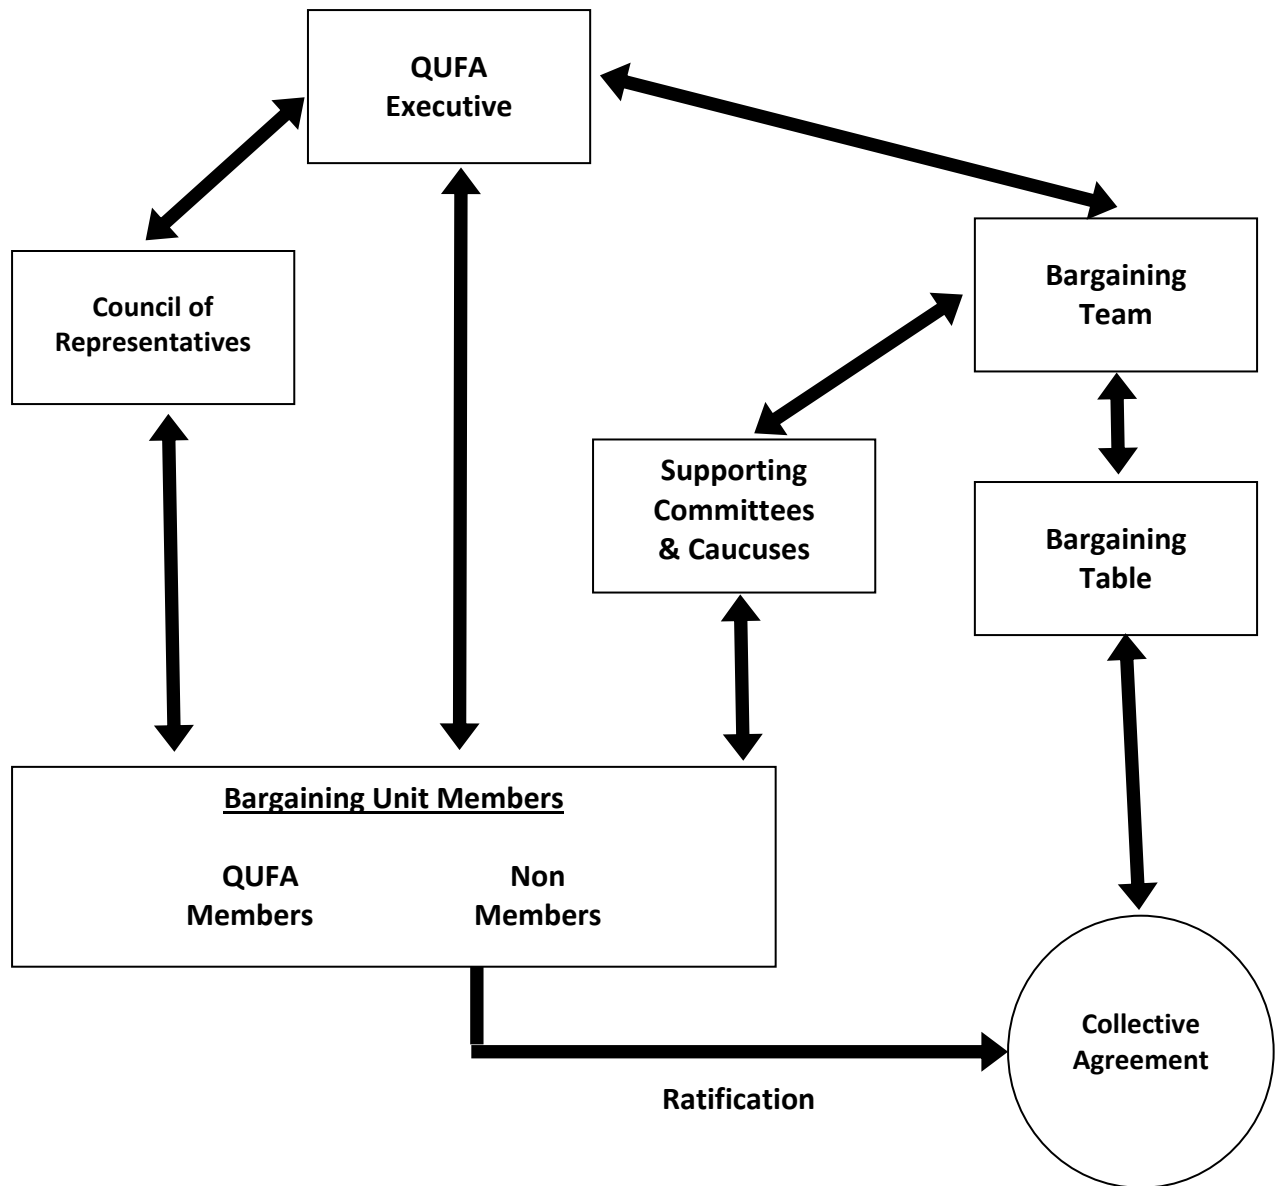 QUFA
Executive
Council of
Representatives
Bargaining
Team
Supporting
Committees
& Caucuses
Bargaining
Table
Bargaining Unit Members
QUFA
Members
Non
Members
Collective
Agreement
Ratification